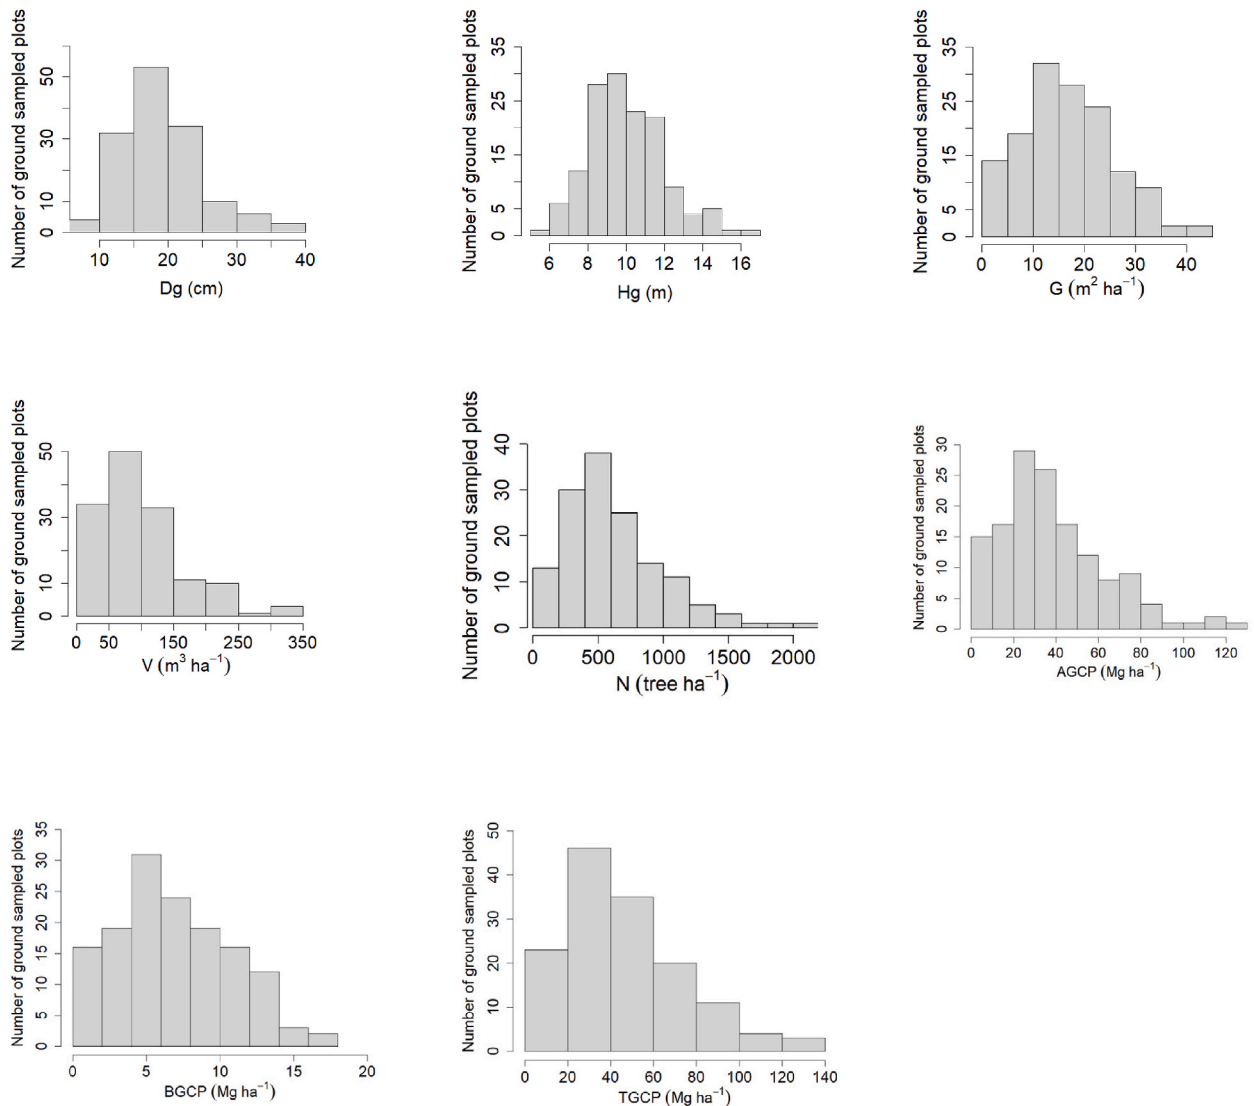 Number of ground sampled plots
50
30
10
0
10 20 30 40
Dg (cm)
Number of ground sampled plots
35
25
15
5
0
6 8 10 12 14 16
Hg (m)
Number of ground sampled plots
35
25
15
5
0
0 10 20 30 40
G (m² ha⁻¹)
Number of ground sampled plots
50
30
10
0
0 50 150 250 350
V (m³ ha⁻¹)
Number of ground sampled plots
40
30
20
10
0
0 500 1000 1500 2000
N (tree ha⁻¹)
Number of ground sampled plots
30
25
20
15
10
5
0
0 20 40 60 80 100 120
AGCP (Mg ha⁻¹)
Number of ground sampled plots
35
30
25
20
15
10
5
0
0 5 10 15 20
BGCP (Mg ha⁻¹)
Number of ground sampled plots
50
40
30
20
10
0
0 20 40 60 80 100 120 140
TGCP (Mg ha⁻¹)